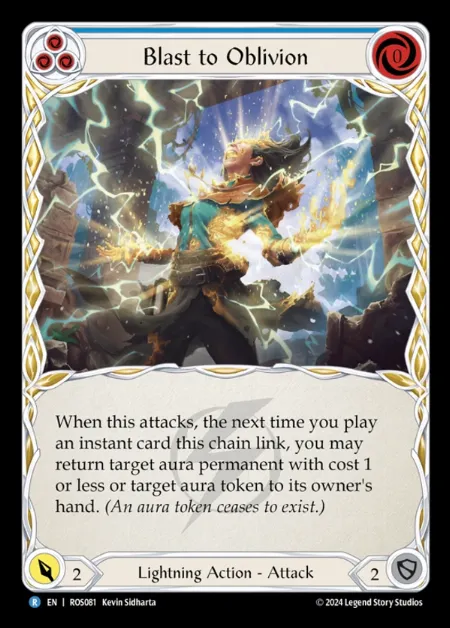 Blast to Oblivion
0
When this attacks, the next time you play
an instant card this chain link, you may
return target aura permanent with cost 1
or less or target aura token to its owner's
hand. (An aura token ceases to exist.)
2
Lightning Action - Attack
2
R EN | ROS081 Kevin Sidharta
© 2024 Legend Story Studios